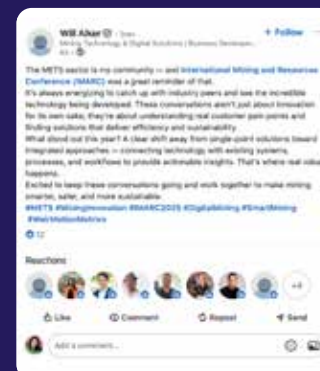 Will Alker
+ Follow
Mining Technology & Digital Solutions | Business Developm...
The METS sector is my community — and International Mining and Resources
Conference (IMARC) was a great reminder of that.
It's always energizing to catch up with industry peers and see the incredible
technology being developed. These conversations aren't just about innovation
for its own sake; they're about understanding real customer pain points and
finding solutions that deliver efficiency and sustainability.
What stood out this year? A clear shift away from single-point solutions toward
integrated approaches — connecting technology with existing systems,
processes, and workflows to provide actionable insights. That's where real value
happens.
Excited to keep these conversations going and work together to make mining
smarter, safer, and more sustainable.
#METS #MiningInnovation #IMARC2025 #DigitalMining #SmartMining
12
Reactions
Like
Comment
Repost
Send
Add a comment...